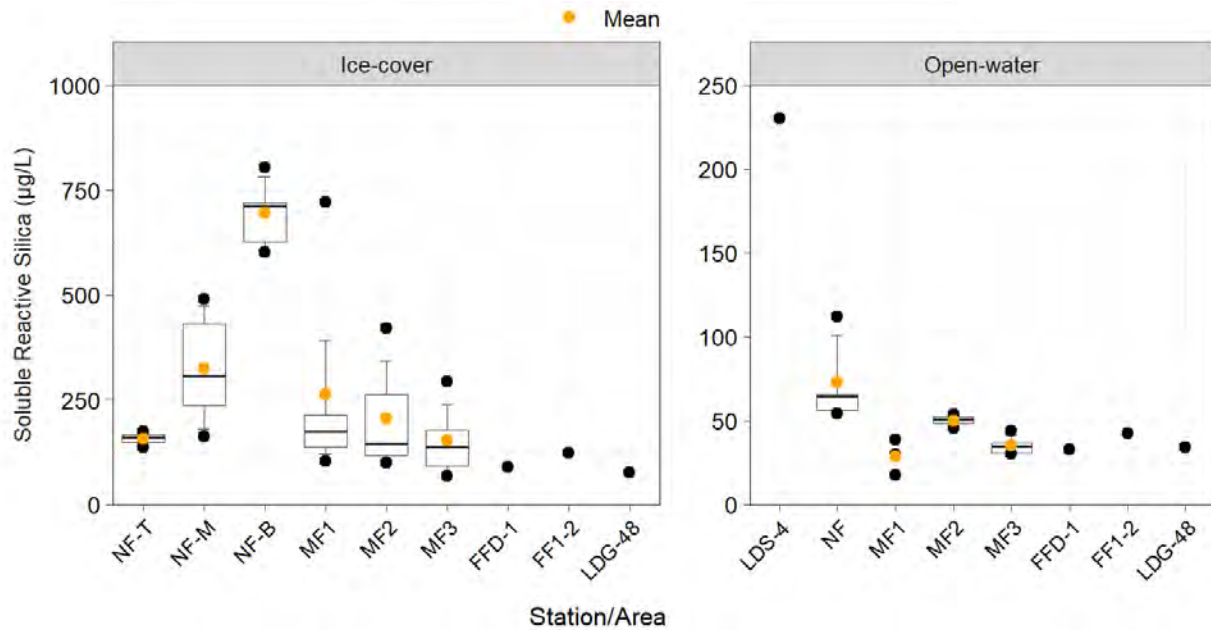 Mean
Ice-cover
Open-water
Soluble Reactive Silica (µg/L)
1000
750
500
250
0
NF-T
NF-M
NF-B
MF1
MF2
MF3
FFD-1
FF1-2
LDG-48
250
200
150
100
50
0
LDS-4
NF
MF1
MF2
MF3
FFD-1
FF1-2
LDG-48
Station/Area